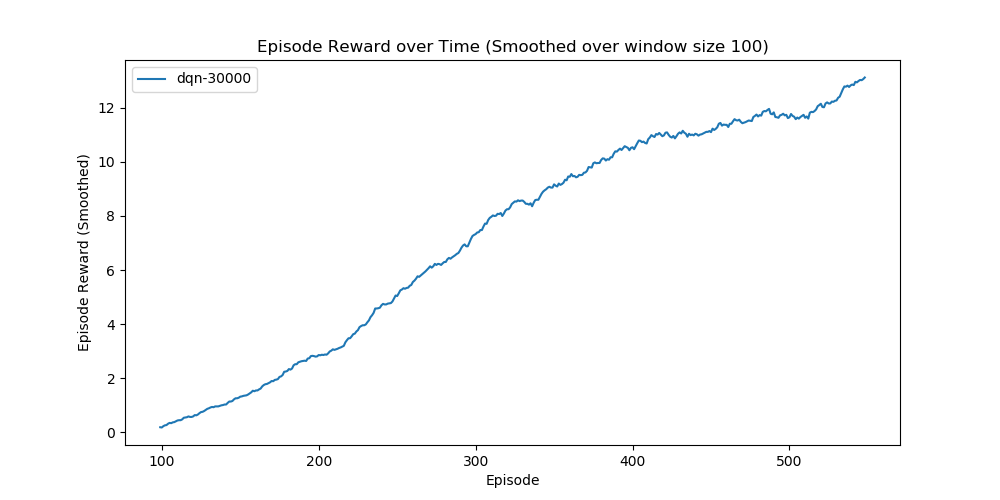 Episode Reward over Time (Smoothed over window size 100)
dqn-30000
Episode Reward (Smoothed)
12
10
8
6
4
2
0
100 200 300 400 500
Episode